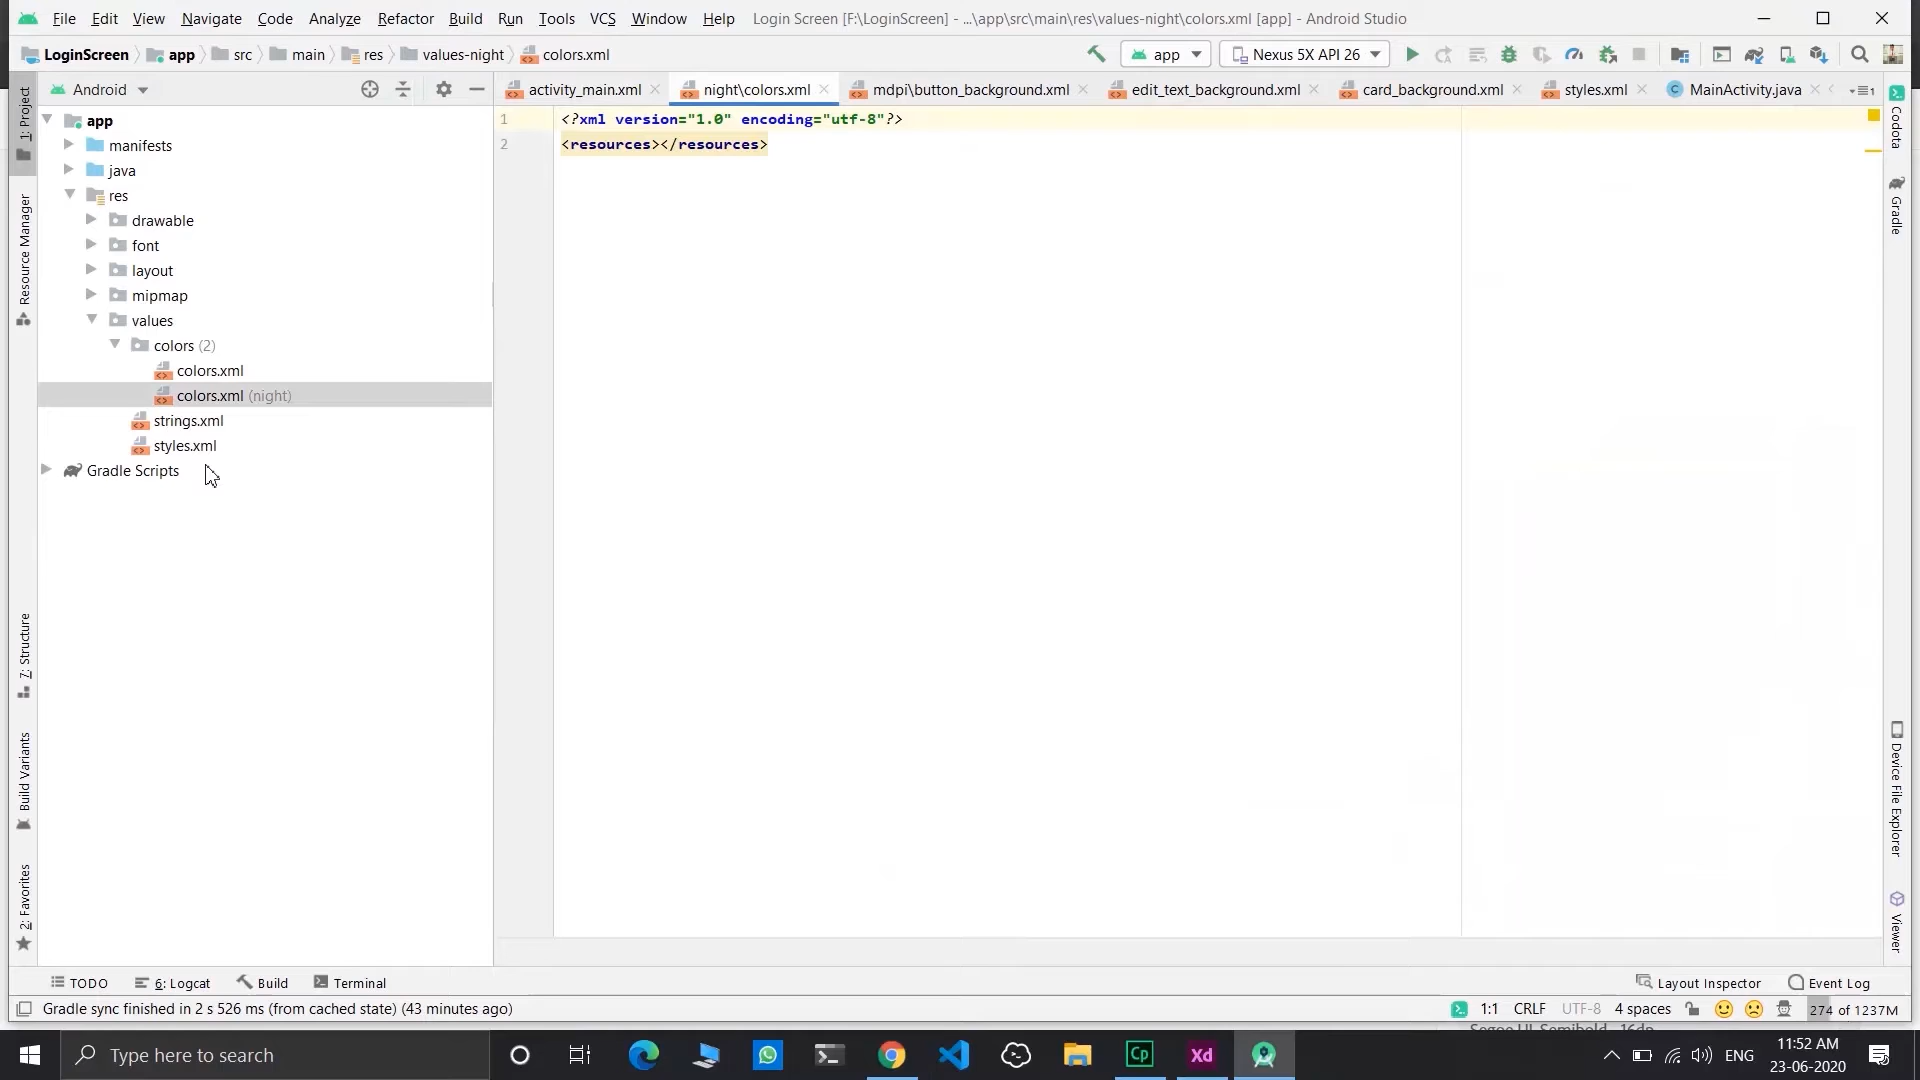 File Edit View Navigate Code Analyze Refactor Build Run Tools VCS Window Help Login Screen [F:\LoginScreen] - ...\app\src\main\res\values-night\colors.xml [app] - Android Studio
LoginScreen app src main res values-night colors.xml app Nexus 5X API 26
Android activity_main.xml night\colors.xml mdpi\button_background.xml edit_text_background.xml card_background.xml styles.xml MainActivity.java
1: Project
Resource Manager
7: Structure
Build Variants
2: Favorites
app
manifests
java
res
drawable
font
layout
mipmap
values
colors (2)
colors.xml
colors.xml (night)
strings.xml
styles.xml
Gradle Scripts
1 <?xml version="1.0" encoding="utf-8"?>
2 <resources></resources>
Codota
Gradle
Device File Explorer
Viewer
TODO 6: Logcat Build Terminal Layout Inspector Event Log
Gradle sync finished in 2 s 526 ms (from cached state) (43 minutes ago) 1:1 CRLF UTF-8 4 spaces 274 of 1237M
Type here to search Cp Xd ENG 11:52 AM
23-06-2020